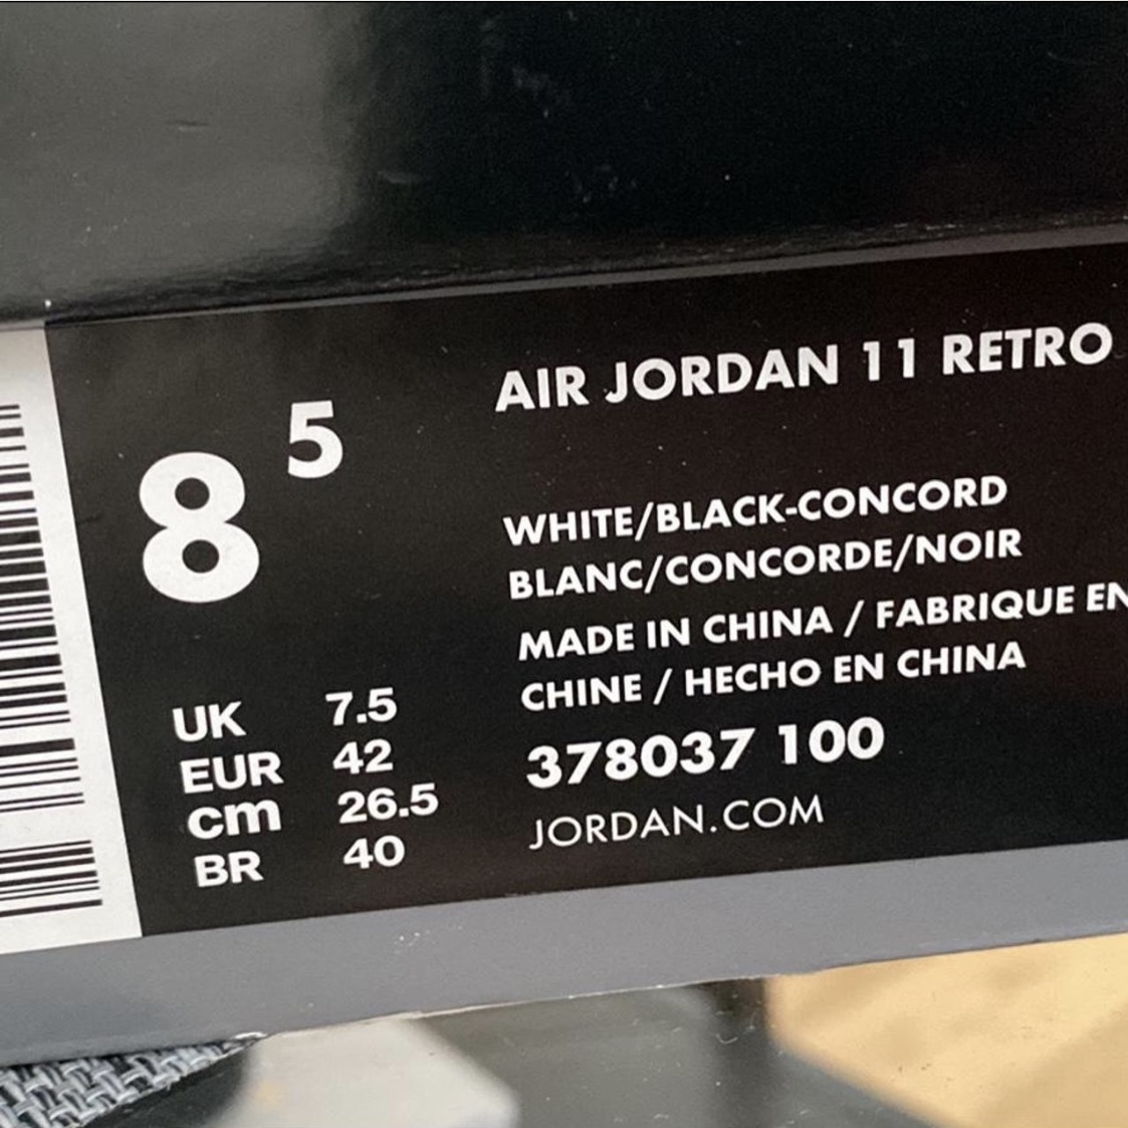 8 5
AIR JORDAN 11 RETRO
WHITE/BLACK-CONCORD
BLANC/CONCORDE/NOIR
MADE IN CHINA / FABRIQUE EN
CHINE / HECHO EN CHINA
378037 100
JORDAN.COM
UK 7.5
EUR 42
cm 26.5
BR 40